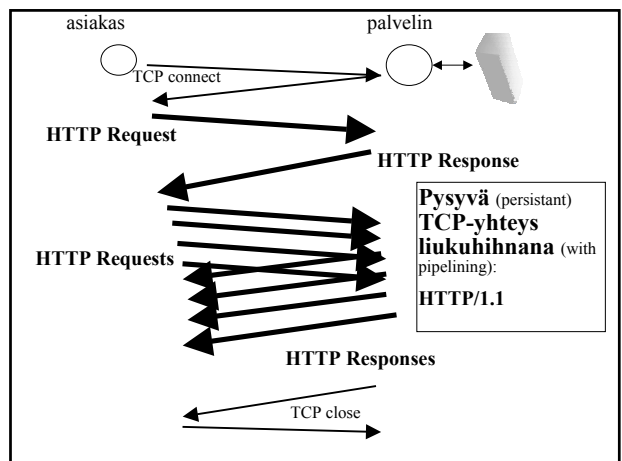 asiakas
palvelin
TCP connect
HTTP Request
HTTP Response
Pysyvä (persistant)
TCP-yhteys
liukuhihnana (with
pipelining):
HTTP/1.1
HTTP Requests
HTTP Responses
TCP close